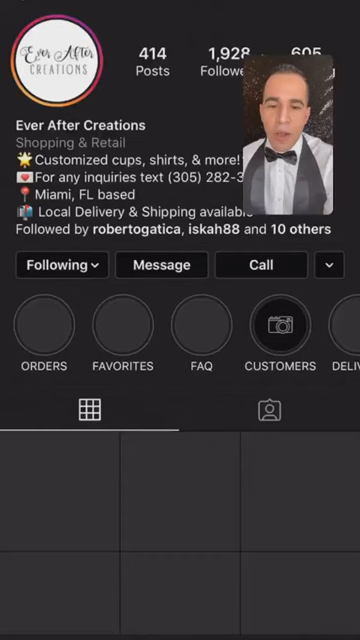 Ever After
CREATIONS
414
1,928
605
Posts
Ever After Creations
Shopping & Retail
🌟Customized cups, shirts, & more!
💌For any inquiries text (305) 282-3
📍Miami, FL based
📬 Local Delivery & Shipping available
Followed by robertogatica, iskah88 and 10 others
Following
Message
Call
ORDERS
FAVORITES
FAQ
CUSTOMERS
DELI